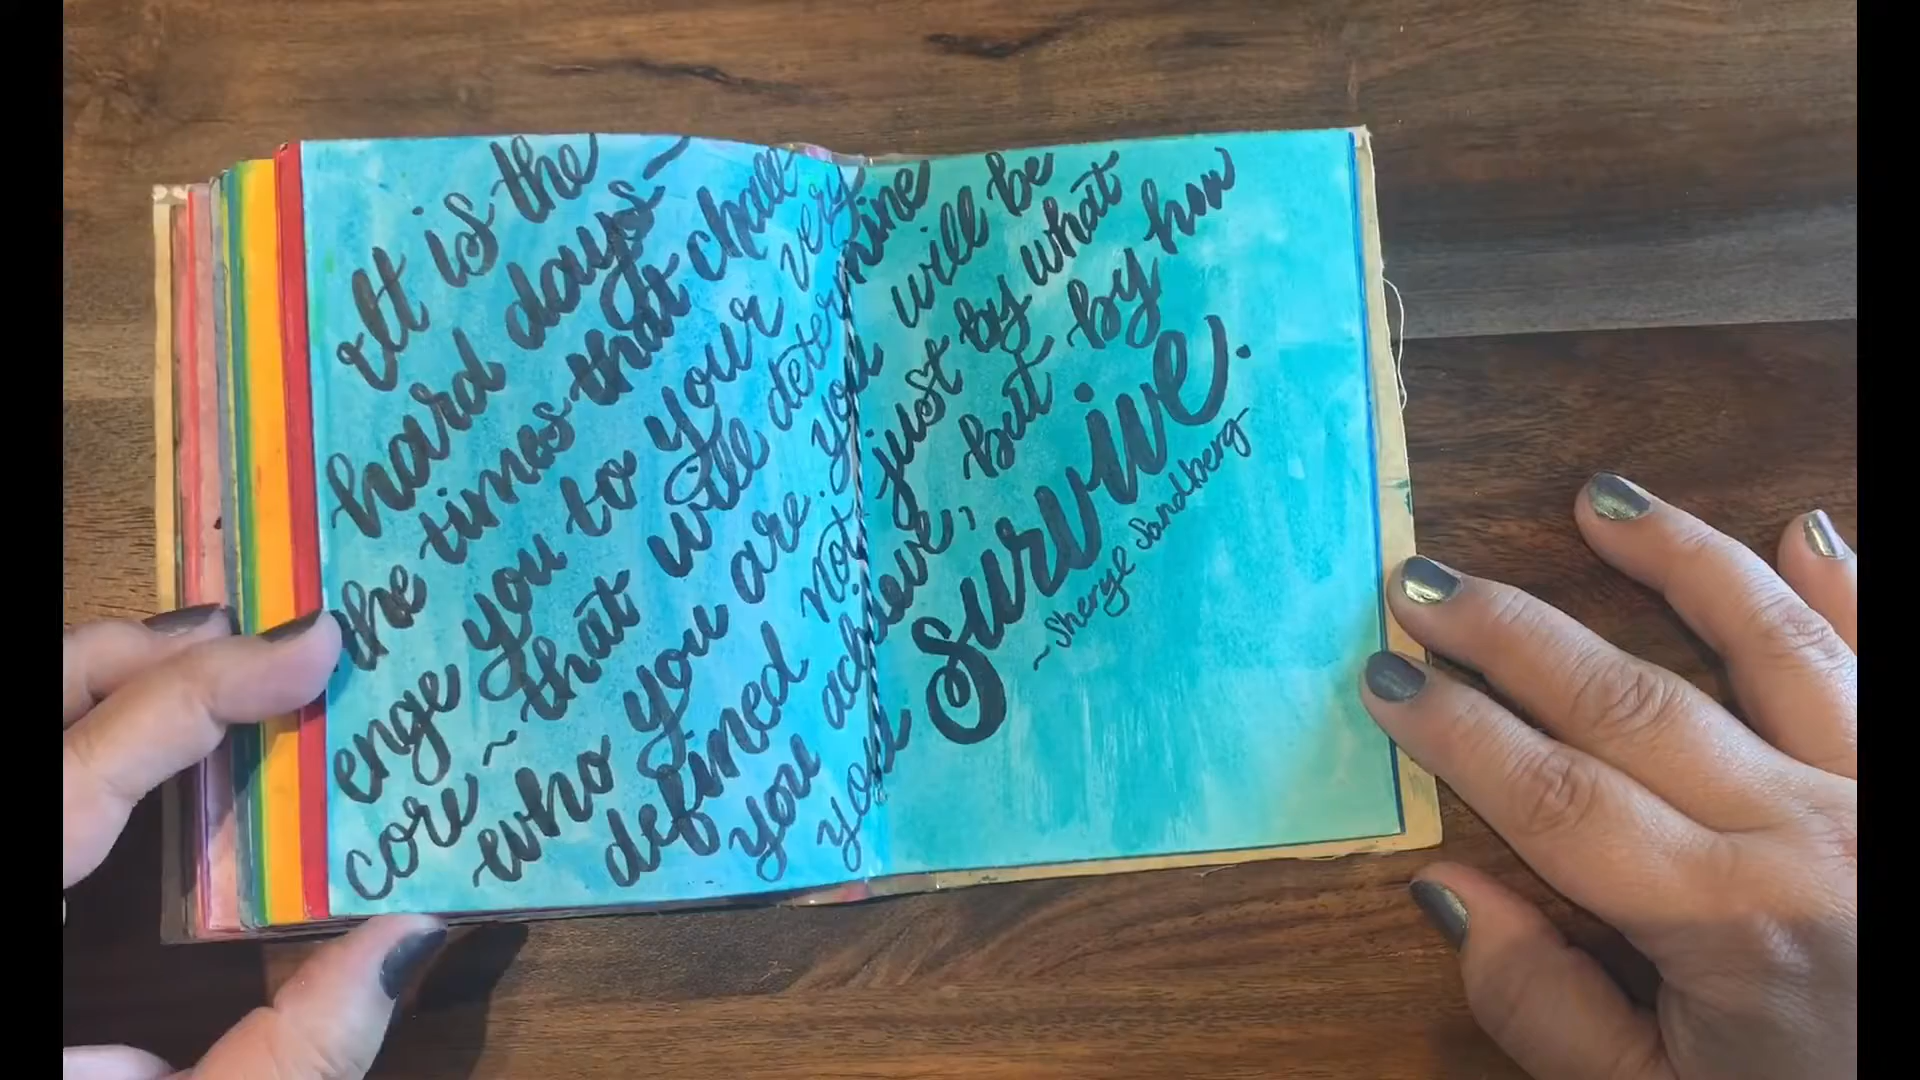 It is the
hard days ~
the times that chall-
enge you to your very
core ~ that will determine
who you are. you will be
defined not just by what
you achieve, but by how
you survive.
~ Sheryl Sandberg